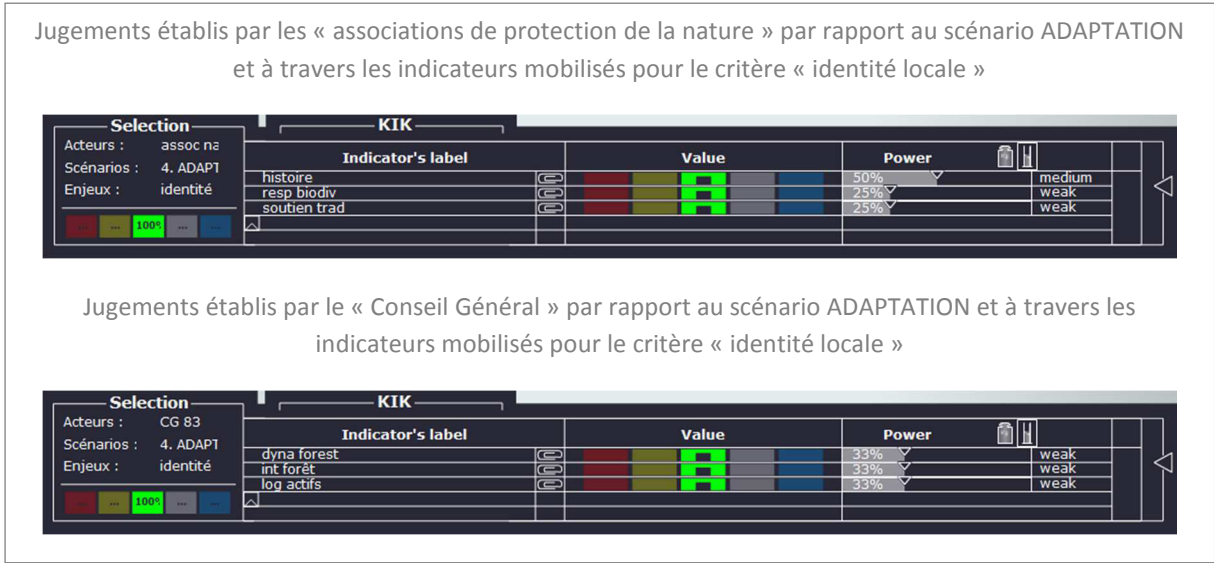 Jugements établis par les « associations de protection de la nature » par rapport au scénario ADAPTATION
et à travers les indicateurs mobilisés pour le critère « identité locale »
Selection
KIK
Acteurs : assoc na
Scénarios : 4. ADAPT
Enjeux : identité
... ... 100% ... ...
Indicator's label Value Power
histoire 50% medium
resp biodiv 25% weak
soutien trad 25% weak
Jugements établis par le « Conseil Général » par rapport au scénario ADAPTATION et à travers les
indicateurs mobilisés pour le critère « identité locale »
Selection
KIK
Acteurs : CG 83
Scénarios : 4. ADAPT
Enjeux : identité
... ... 100% ... ...
Indicator's label Value Power
dyna forest 33% weak
int forêt 33% weak
log actifs 33% weak